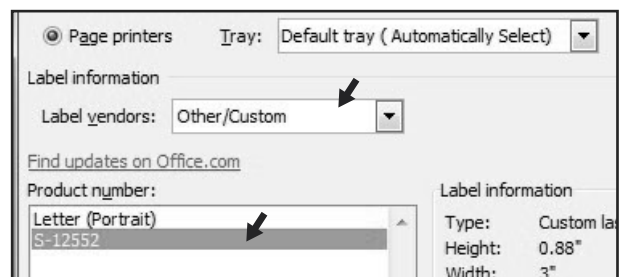 Page printers Tray: Default tray ( Automatically Select)
Label information
Label vendors: Other/Custom
Find updates on Office.com
Product number:
Letter (Portrait)
S-12552
Label information
Type: Custom la
Height: 0.88"
Width: 3"